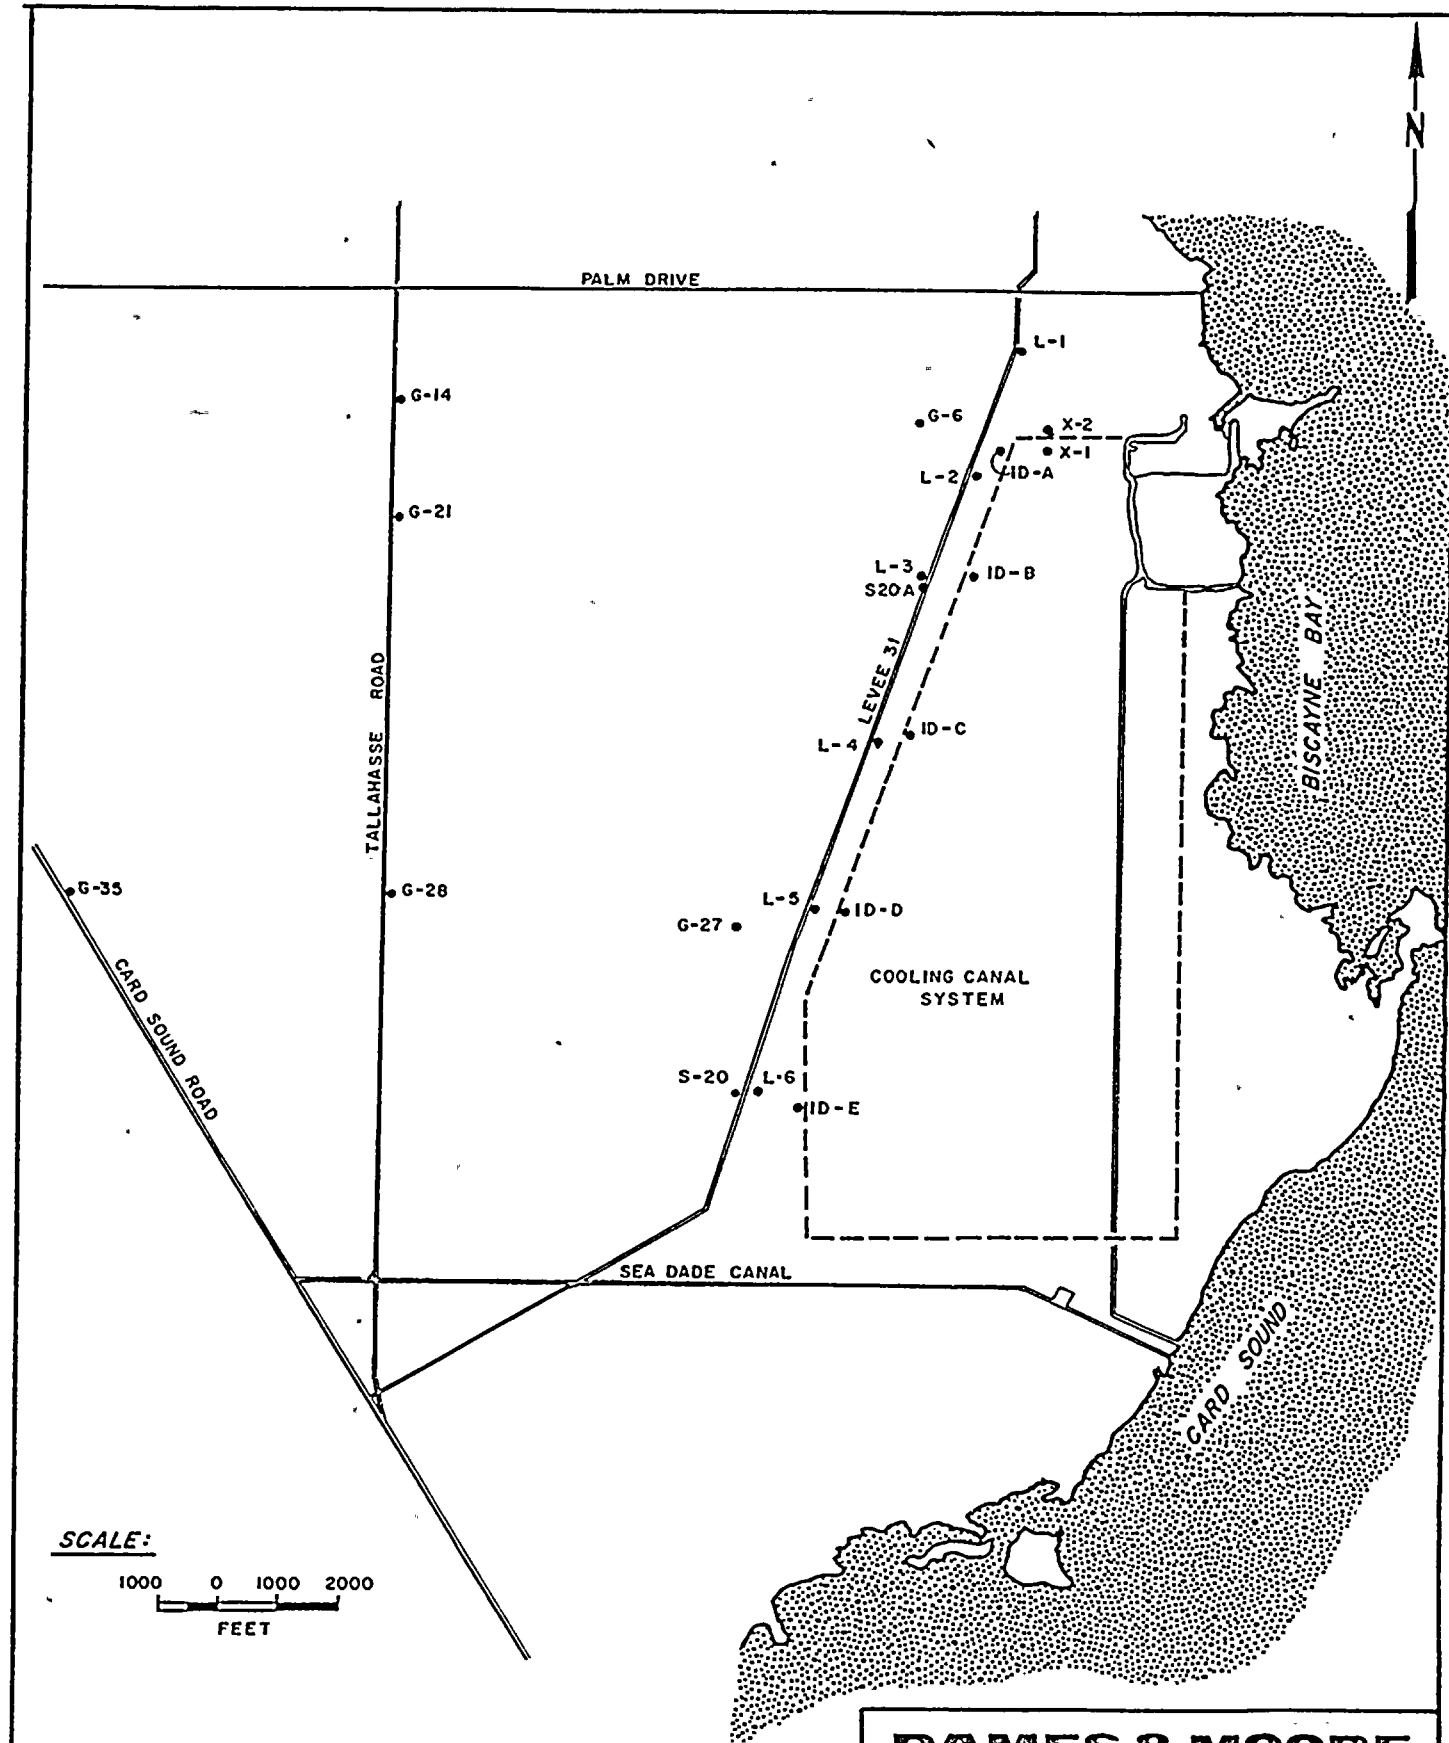 N
PALM DRIVE
L-1
G-14
G-6
X-2
X-1
L-2
ID-A
G-21
L-3
ID-B
S20A
BISCAYNE BAY
LEVEE 31
TALLAHASSE ROAD
ID-C
L-4
G-35
G-28
L-5
ID-D
G-27
COOLING CANAL
SYSTEM
CARD SOUND ROAD
S-20
L-6
ID-E
SEA DADE CANAL
CARD SOUND
SCALE:
1000 0 1000 2000
FEET
DAMES & MOORE